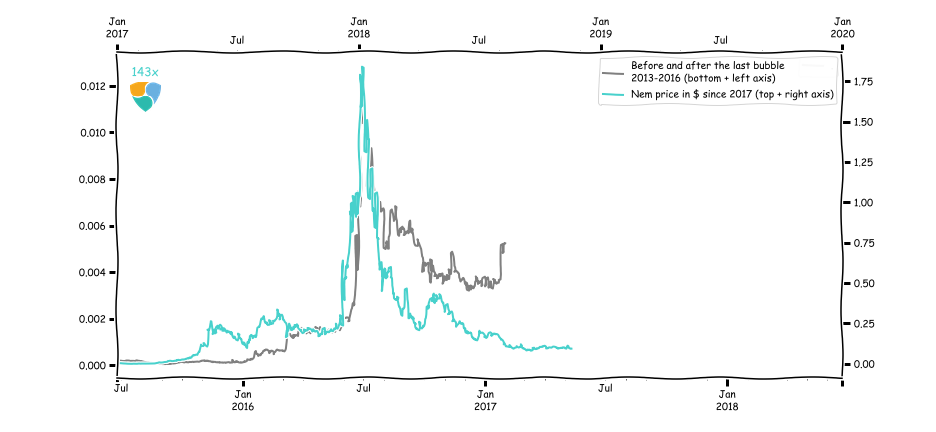 Jan
2017
Jul
Jan
2018
Jul
Jan
2019
Jul
Jan
2020
143x
Before and after the last bubble
2013-2016 (bottom + left axis)
Nem price in $ since 2017 (top + right axis)
0,012
0,010
0,008
0,006
0,004
0,002
0,000
1.75
1.50
1.25
1.00
0.75
0.50
0.25
0.00
Jul
Jan
2016
Jul
Jan
2017
Jul
Jan
2018